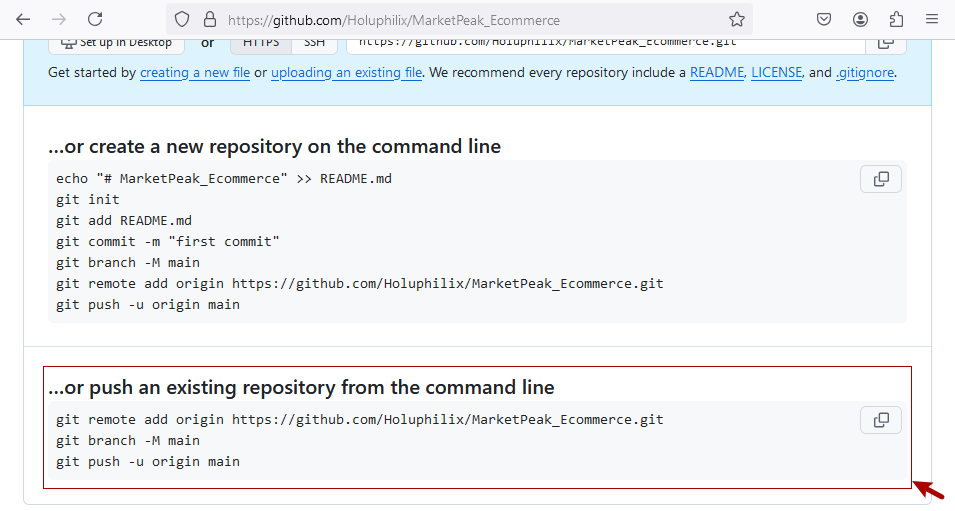 https://github.com/Holuphilix/MarketPeak_Ecommerce
Set up in Desktop or HTTPS SSH https://github.com/Holuphilix/MarketPeak_Ecommerce.git
Get started by creating a new file or uploading an existing file. We recommend every repository include a README, LICENSE, and .gitignore.
...or create a new repository on the command line
echo "# MarketPeak_Ecommerce" >> README.md
git init
git add README.md
git commit -m "first commit"
git branch -M main
git remote add origin https://github.com/Holuphilix/MarketPeak_Ecommerce.git
git push -u origin main
...or push an existing repository from the command line
git remote add origin https://github.com/Holuphilix/MarketPeak_Ecommerce.git
git branch -M main
git push -u origin main